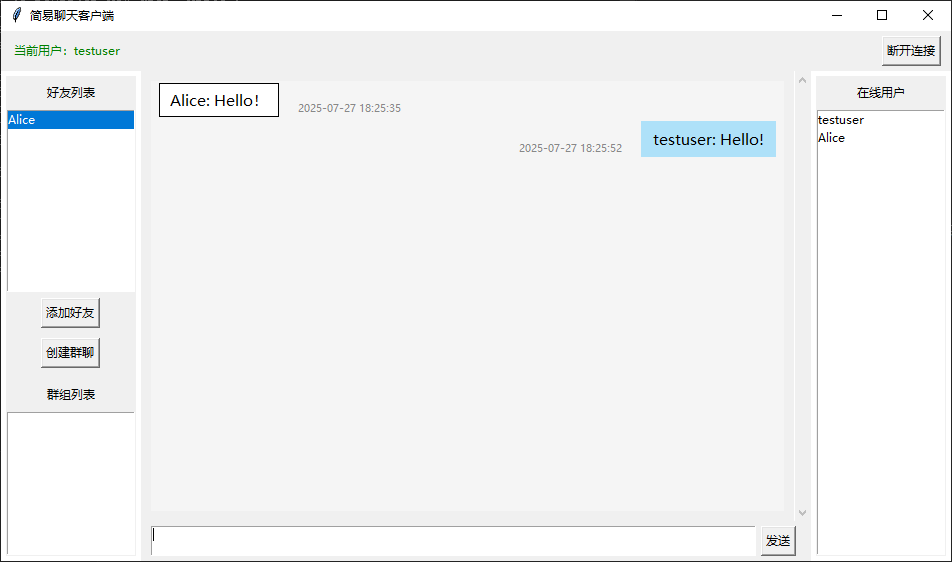 简易聊天客户端
当前用户：testuser
断开连接
好友列表
Alice
添加好友
创建群聊
群组列表
Alice: Hello!
2025-07-27 18:25:35
testuser: Hello!
2025-07-27 18:25:52
发送
在线用户
testuser
Alice